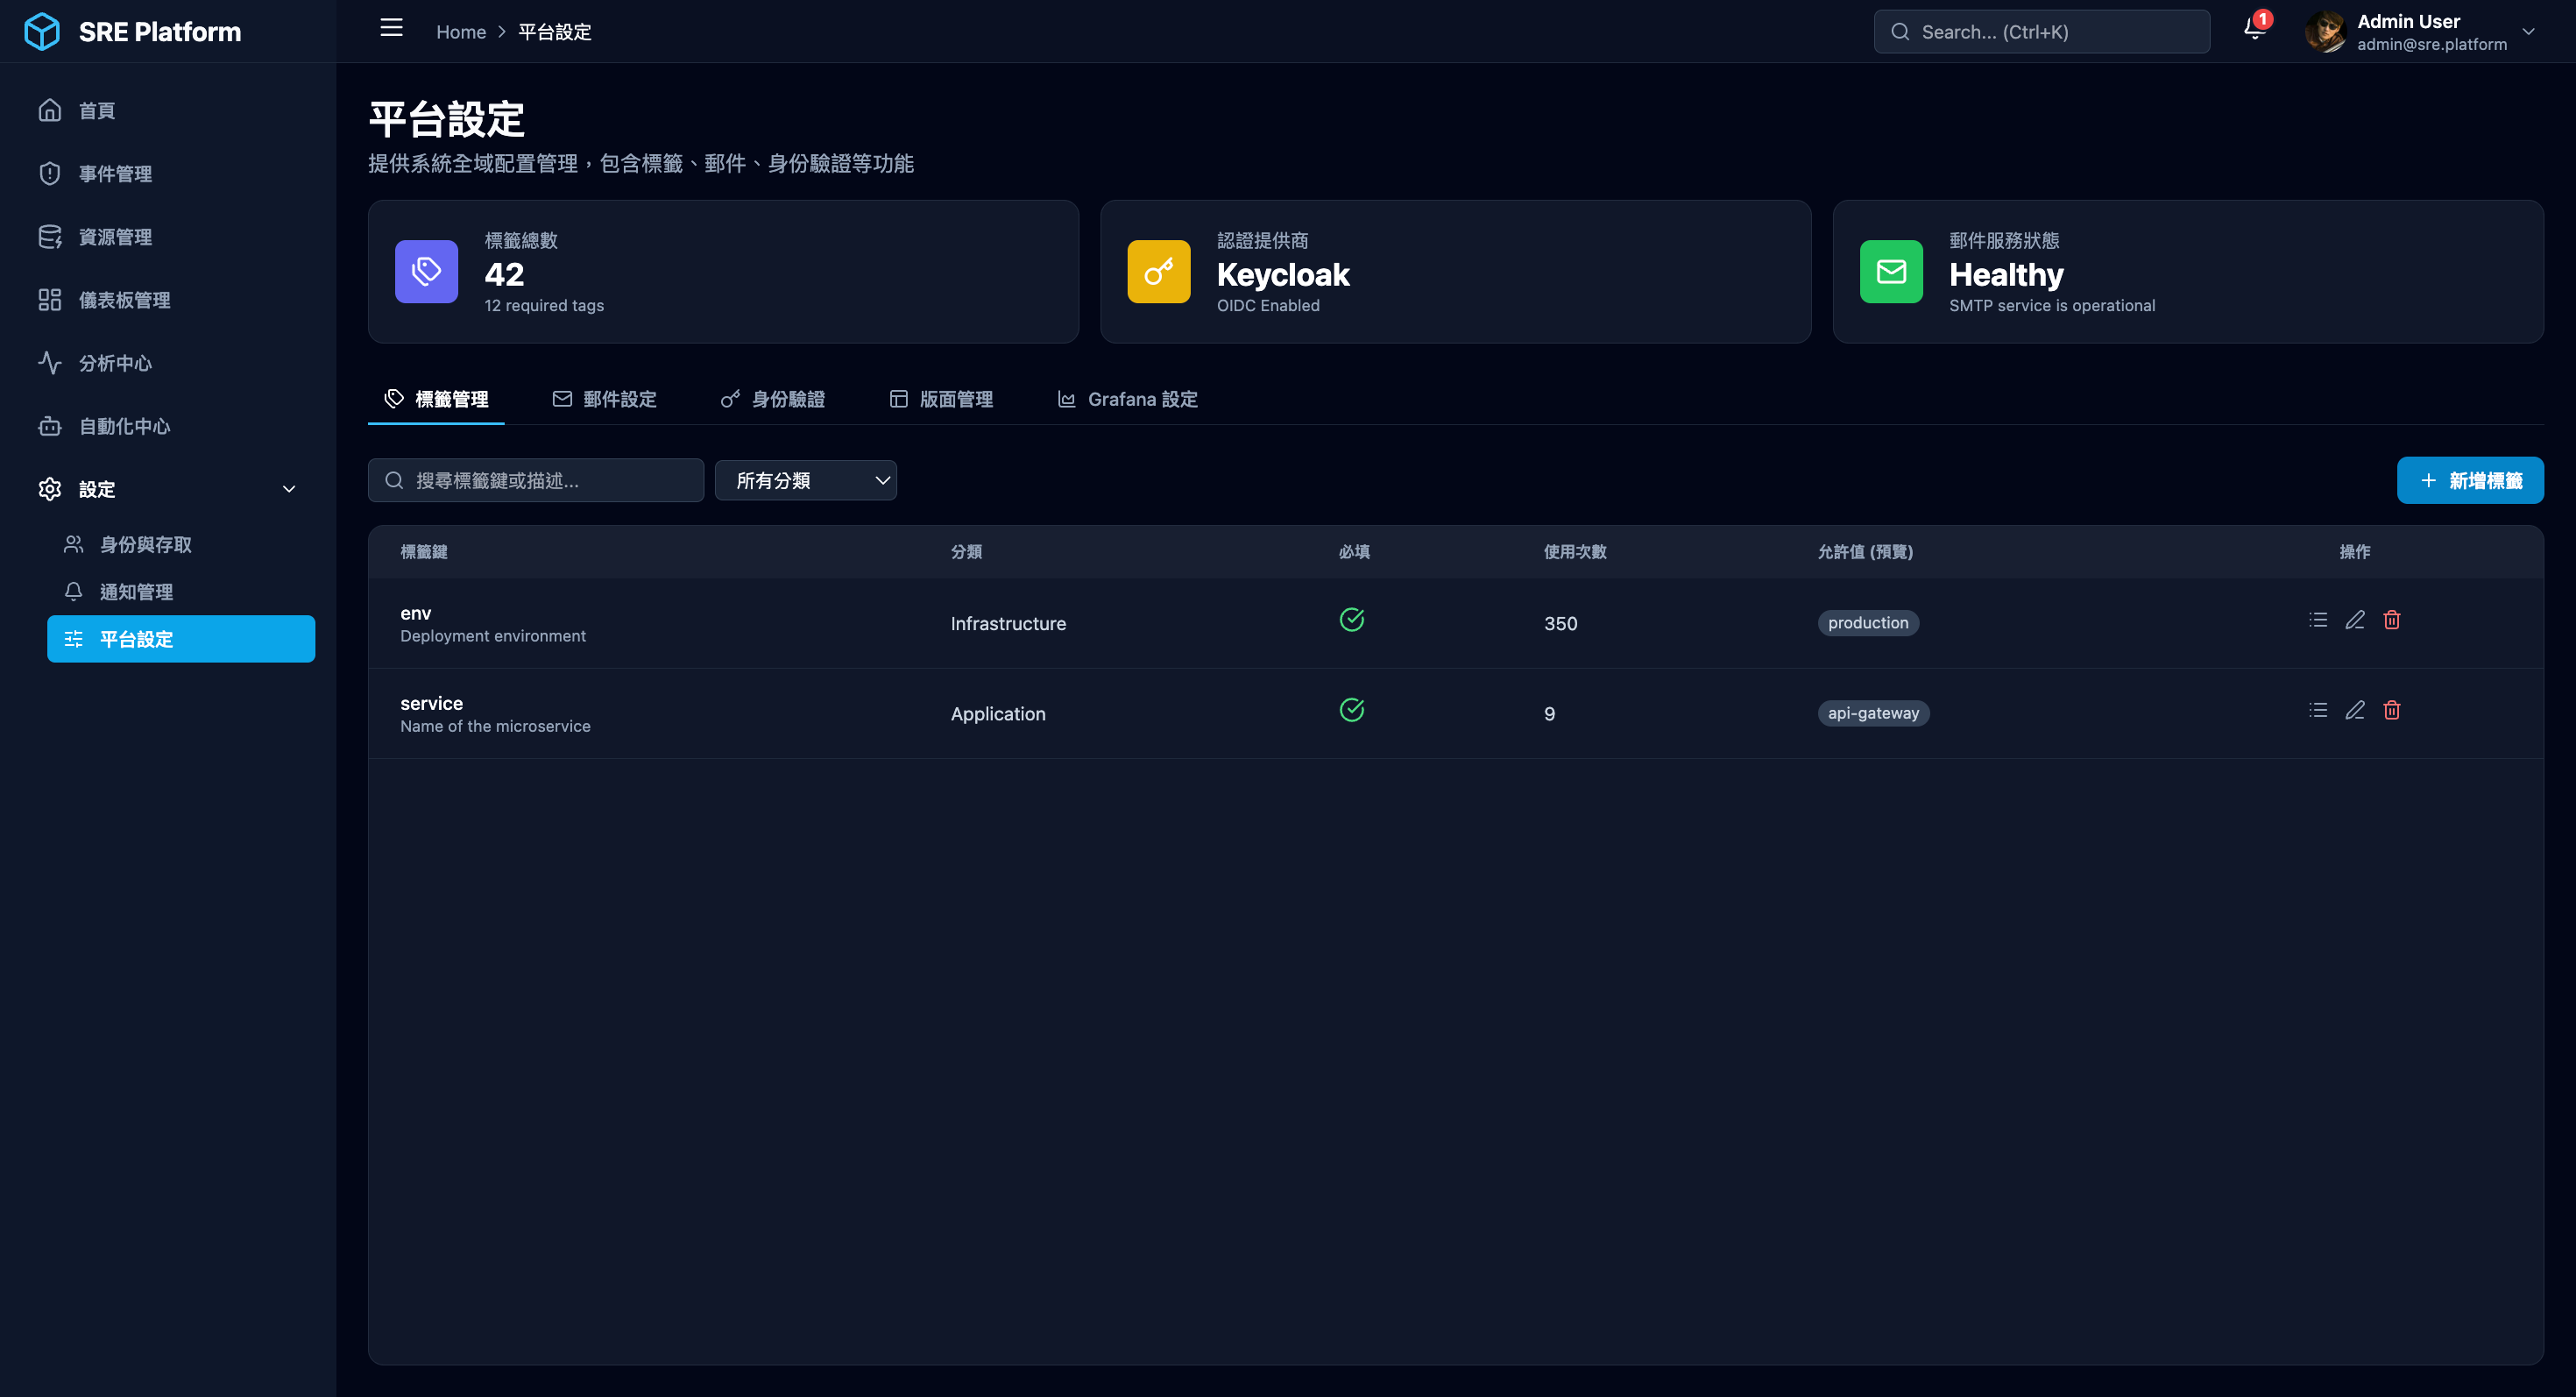 SRE Platform
Home > 平台設定
Search... (Ctrl+K)
1
Admin User
admin@sre.platform
首頁
事件管理
資源管理
儀表板管理
分析中心
自動化中心
設定
身份與存取
通知管理
平台設定
平台設定
提供系統全域配置管理，包含標籤、郵件、身份驗證等功能
標籤總數
42
12 required tags
認證提供商
Keycloak
OIDC Enabled
郵件服務狀態
Healthy
SMTP service is operational
標籤管理
郵件設定
身份驗證
版面管理
Grafana 設定
搜尋標籤鍵或描述...
所有分類
新增標籤
標籤鍵 分類 必填 使用次數 允許值 (預覽) 操作
env
Deployment environment
Infrastructure
350
production
service
Name of the microservice
Application
9
api-gateway